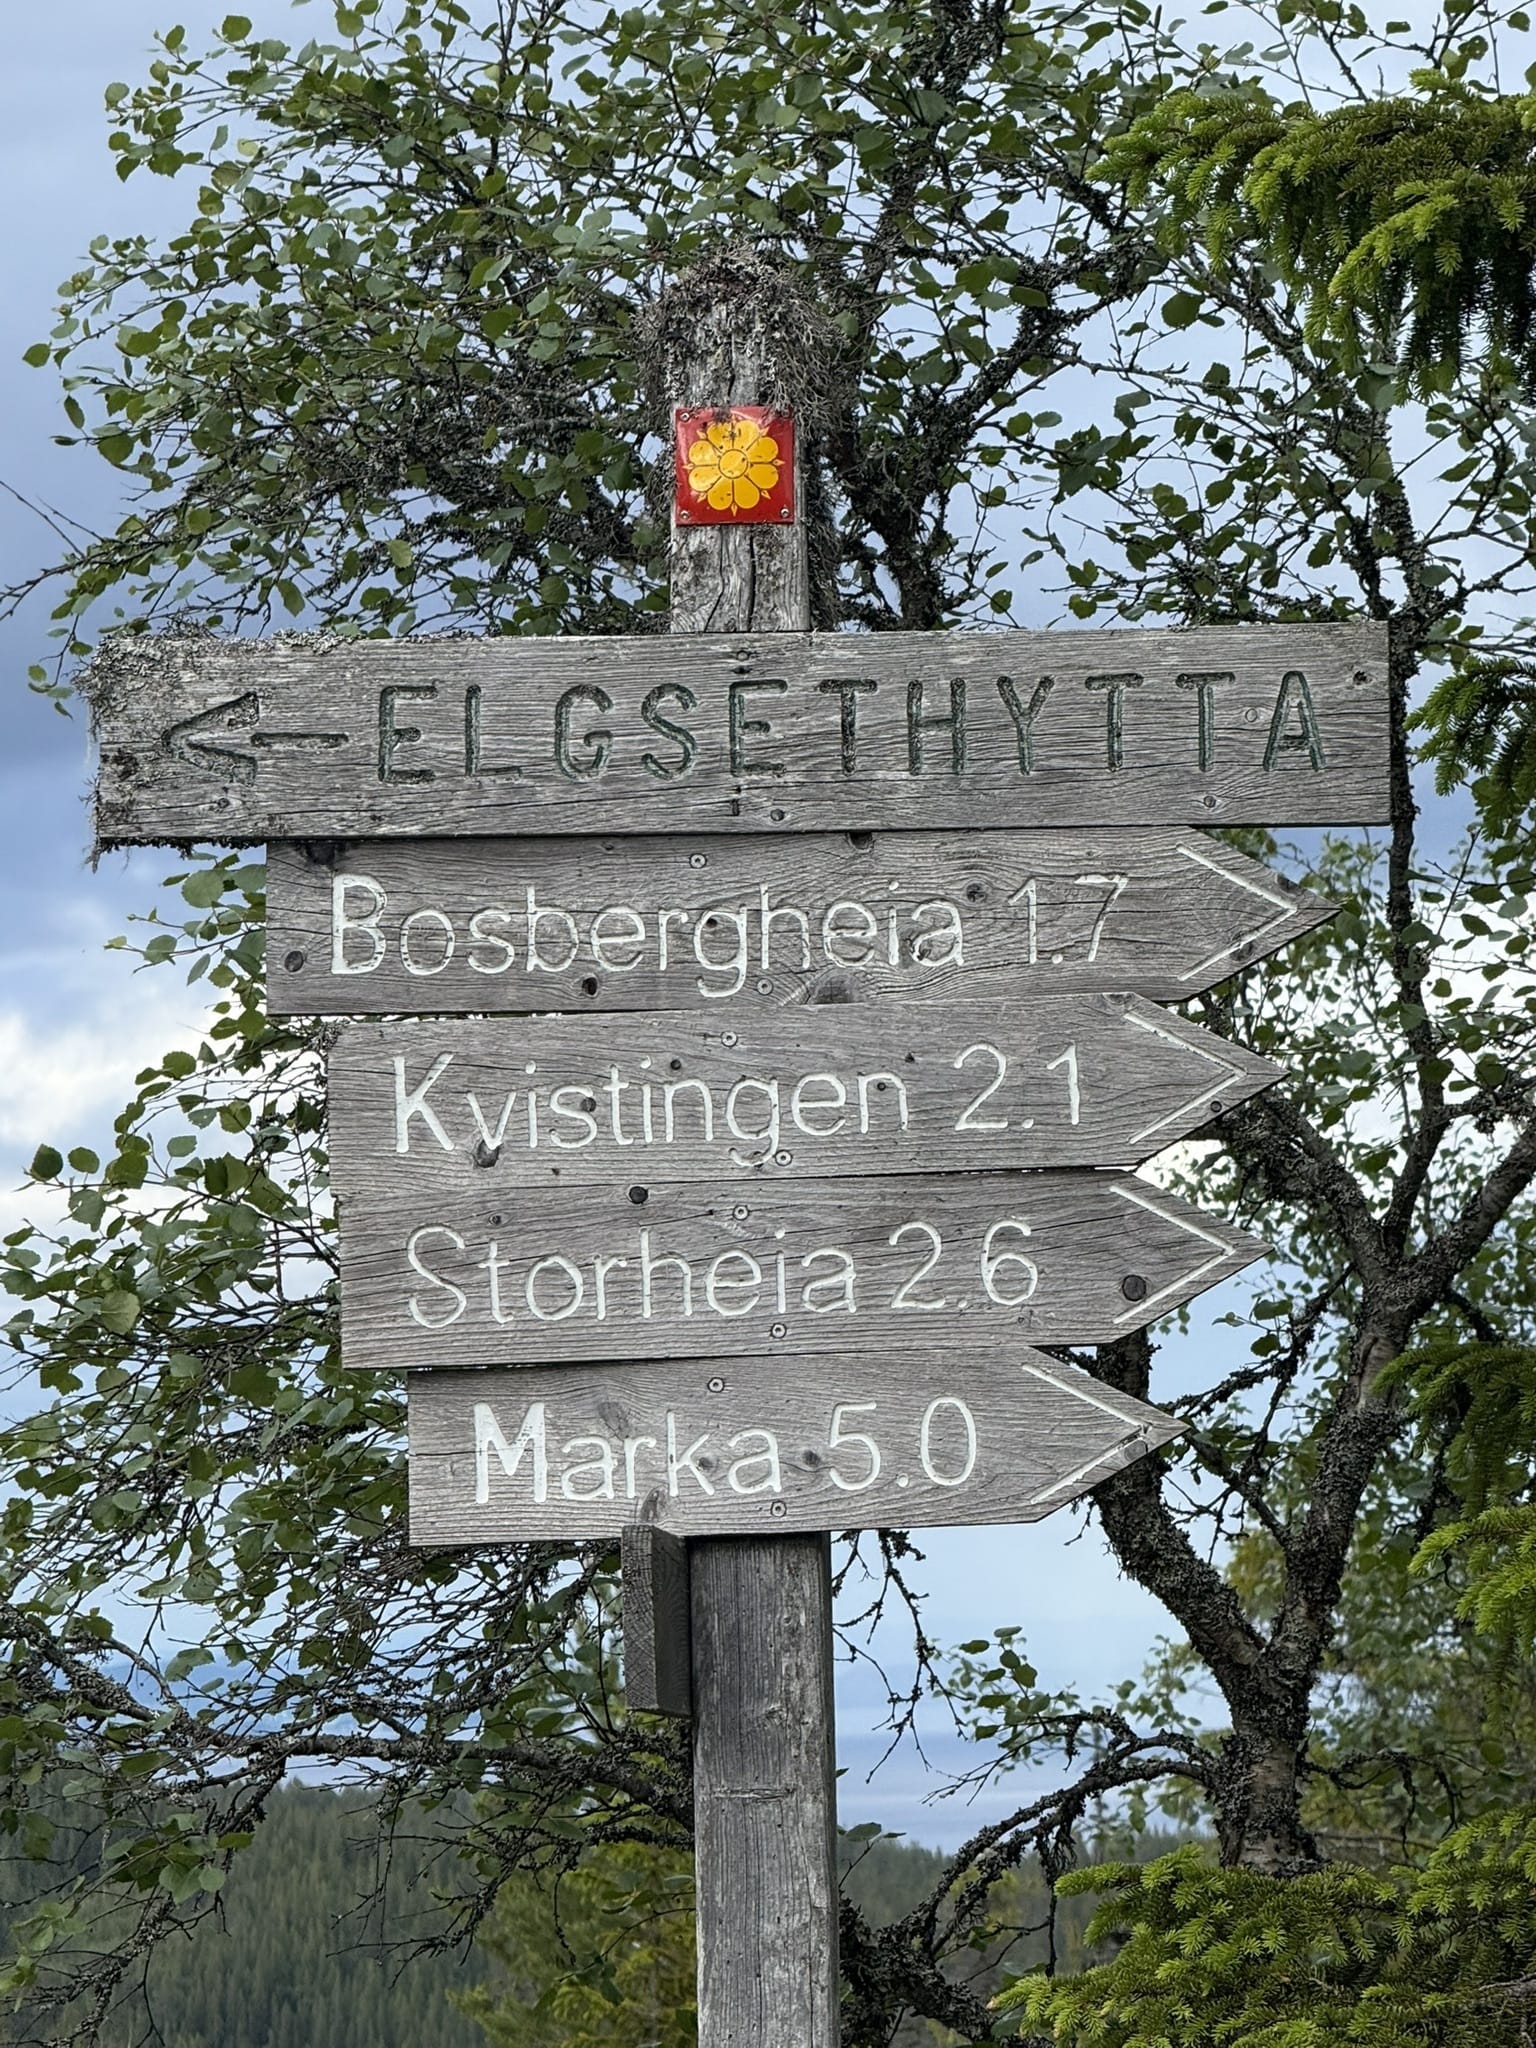 ELGSETHYTTA
Bosbergheia 1.7
Kvistingen 2.1
Storheia 2.6
Marka 5.0